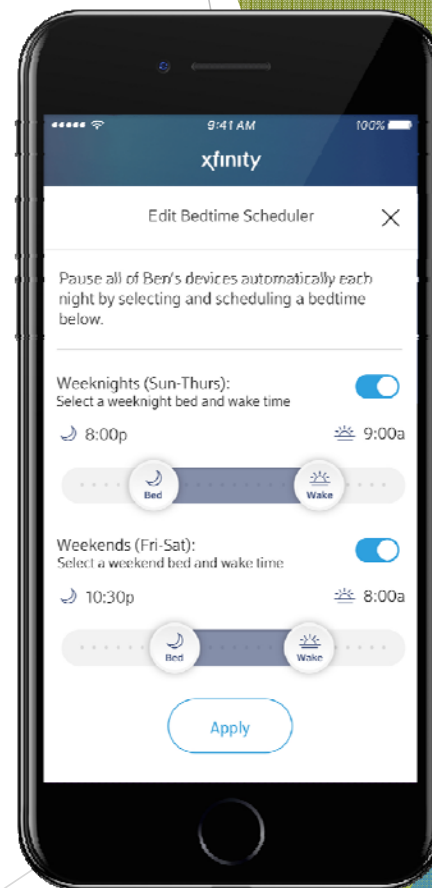 9:41 AM
100%
xfinity
Edit Bedtime Scheduler
Pause all of Ben's devices automatically each
night by selecting and scheduling a bedtime
below.
Weeknights (Sun-Thurs):
Select a weeknight bed and wake time
8:00p
9:00a
Bed
Wake
Weekends (Fri-Sat):
Select a weekend bed and wake time
10:30p
8:00a
Bed
Wake
Apply